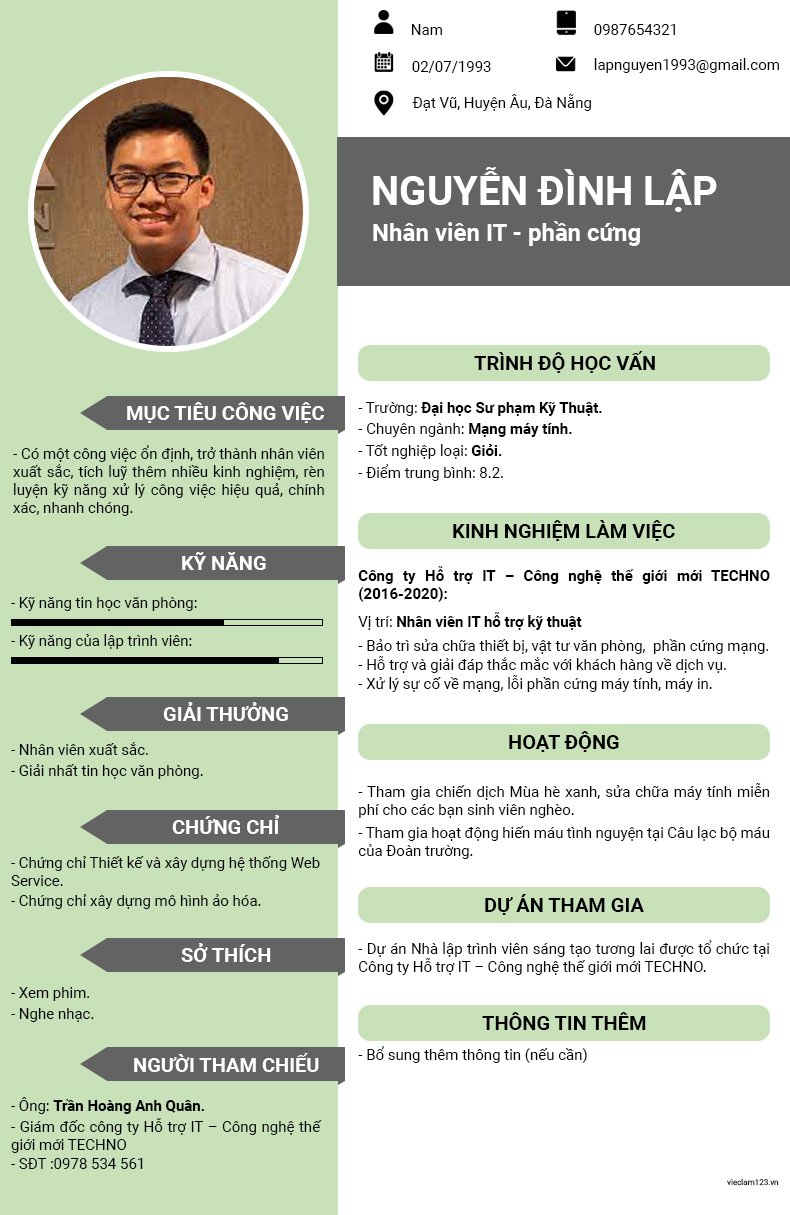 Nam
0987654321
02/07/1993
lapnguyen1993@gmail.com
Đạt Vũ, Huyện Âu, Đà Nẵng
NGUYỄN ĐÌNH LẬP
Nhân viên IT - phần cứng
MỤC TIÊU CÔNG VIỆC
- Có một công việc ổn định, trở thành nhân viên
xuất sắc, tích luỹ thêm nhiều kinh nghiệm, rèn
luyện kỹ năng xử lý công việc hiệu quả, chính
xác, nhanh chóng.
KỸ NĂNG
- Kỹ năng tin học văn phòng:
- Kỹ năng của lập trình viên:
GIẢI THƯỞNG
- Nhân viên xuất sắc.
- Giải nhất tin học văn phòng.
CHỨNG CHỈ
- Chứng chỉ Thiết kế và xây dựng hệ thống Web
Service.
- Chứng chỉ xây dựng mô hình ảo hóa.
SỞ THÍCH
- Xem phim.
- Nghe nhạc.
NGƯỜI THAM CHIẾU
- Ông: Trần Hoàng Anh Quân.
- Giám đốc công ty Hỗ trợ IT – Công nghệ thế
giới mới TECHNO
- SĐT :0978 534 561
TRÌNH ĐỘ HỌC VẤN
- Trường: Đại học Sư phạm Kỹ Thuật.
- Chuyên ngành: Mạng máy tính.
- Tốt nghiệp loại: Giỏi.
- Điểm trung bình: 8.2.
KINH NGHIỆM LÀM VIỆC
Công ty Hỗ trợ IT – Công nghệ thế giới mới TECHNO
(2016-2020):
Vị trí: Nhân viên IT hỗ trợ kỹ thuật
- Bảo trì sửa chữa thiết bị, vật tư văn phòng, phần cứng mạng.
- Hỗ trợ và giải đáp thắc mắc với khách hàng về dịch vụ.
- Xử lý sự cố về mạng, lỗi phần cứng máy tính, máy in.
HOẠT ĐỘNG
- Tham gia chiến dịch Mùa hè xanh, sửa chữa máy tính miễn
phí cho các bạn sinh viên nghèo.
- Tham gia hoạt động hiến máu tình nguyện tại Câu lạc bộ máu
của Đoàn trường.
DỰ ÁN THAM GIA
- Dự án Nhà lập trình viên sáng tạo tương lai được tổ chức tại
Công ty Hỗ trợ IT – Công nghệ thế giới mới TECHNO.
THÔNG TIN THÊM
- Bổ sung thêm thông tin (nếu cần)
vieclam123.vn